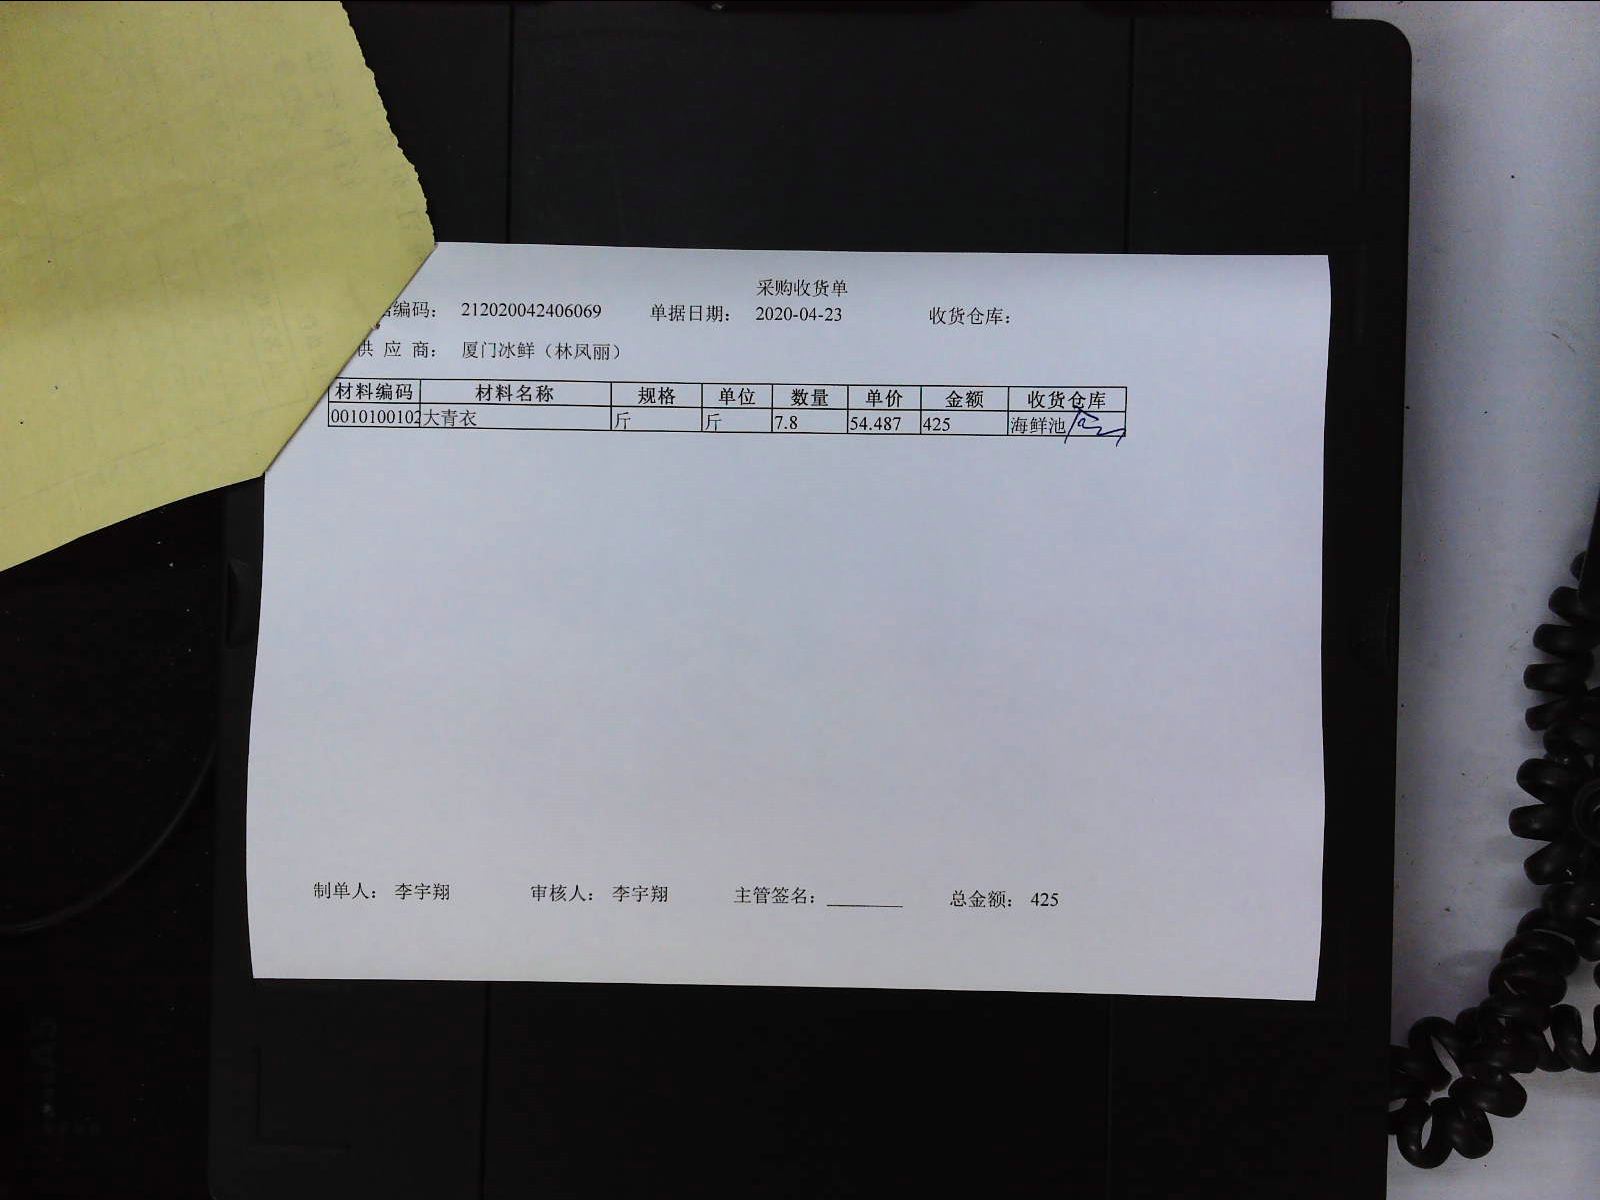 采购收货单
编码： 212020042406069 单据日期： 2020-04-23 收货仓库：
供 应 商： 厦门冰鲜（林凤丽）
材料编码 材料名称 规格 单位 数量 单价 金额 收货仓库
0010100102 大青衣 斤 斤 7.8 54.487 425 海鲜池
制单人： 李宇翔 审核人： 李宇翔 主管签名：________ 总金额： 425